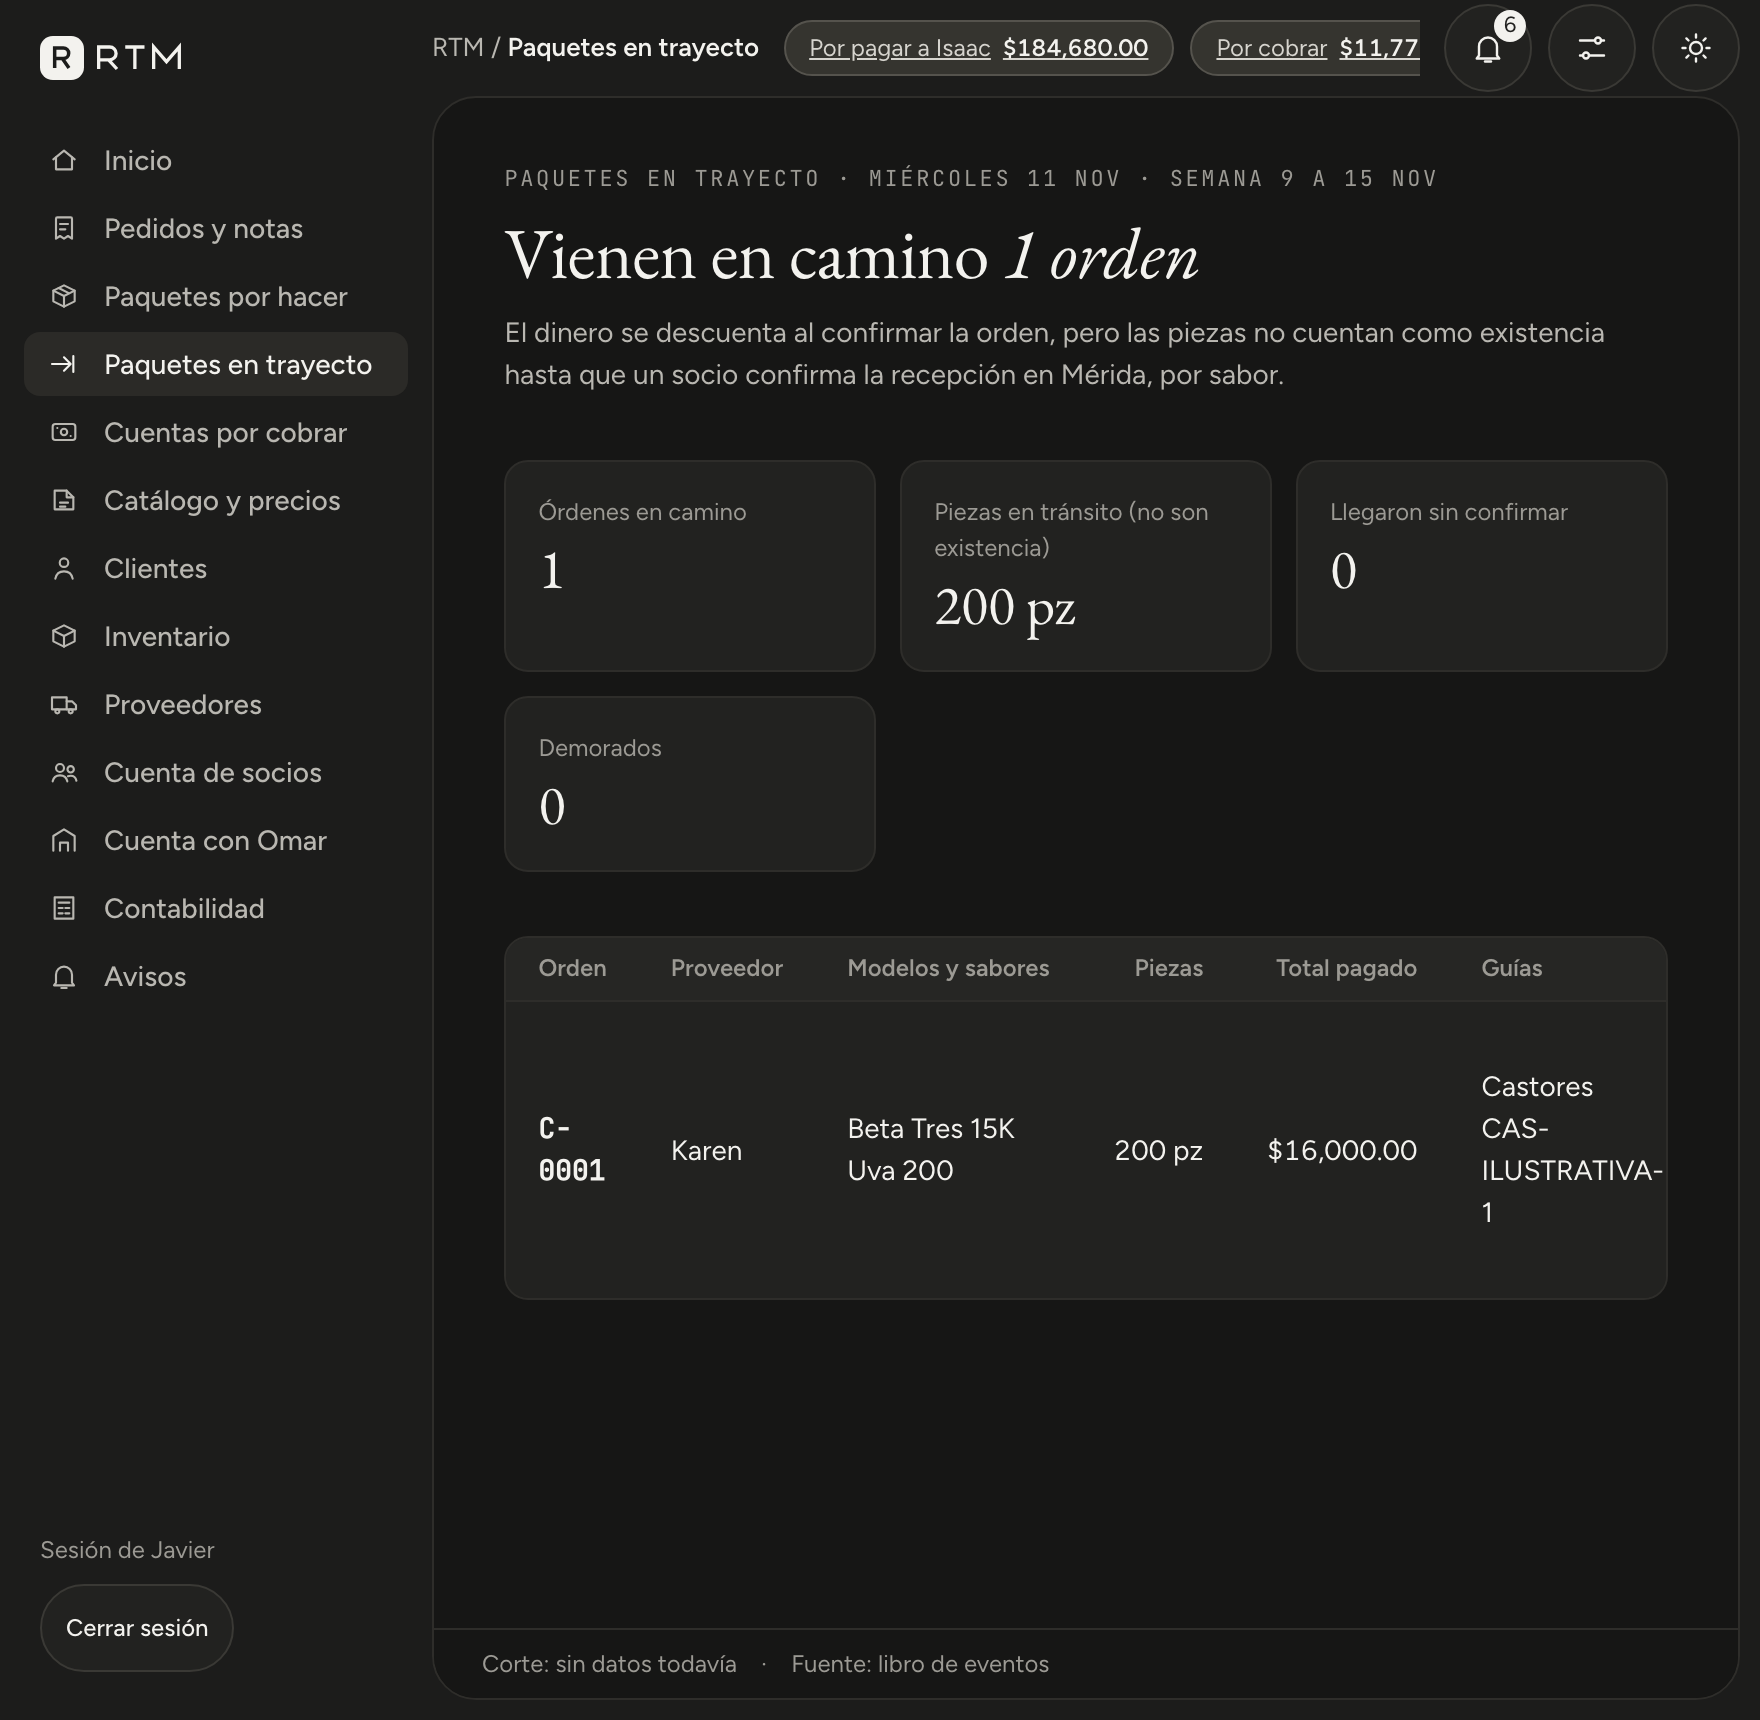 R RTM
RTM / Paquetes en trayecto
Por pagar a Isaac $184,680.00
Por cobrar $11,77
6
Inicio
Pedidos y notas
Paquetes por hacer
Paquetes en trayecto
Cuentas por cobrar
Catálogo y precios
Clientes
Inventario
Proveedores
Cuenta de socios
Cuenta con Omar
Contabilidad
Avisos
Sesión de Javier
Cerrar sesión
PAQUETES EN TRAYECTO · MIÉRCOLES 11 NOV · SEMANA 9 A 15 NOV
Vienen en camino 1 orden
El dinero se descuenta al confirmar la orden, pero las piezas no cuentan como existencia
hasta que un socio confirma la recepción en Mérida, por sabor.
Órdenes en camino
1
Piezas en tránsito (no son
existencia)
200 pz
Llegaron sin confirmar
0
Demorados
0
Orden Proveedor Modelos y sabores Piezas Total pagado Guías
C-
0001
Karen
Beta Tres 15K
Uva 200
200 pz
$16,000.00
Castores
CAS-
ILUSTRATIVA-
1
Corte: sin datos todavía · Fuente: libro de eventos